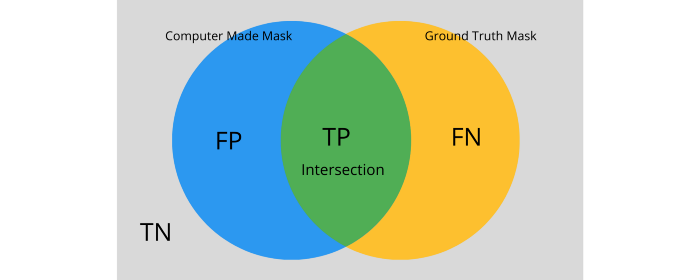 Computer Made Mask
Ground Truth Mask
FP
TP
FN
Intersection
TN